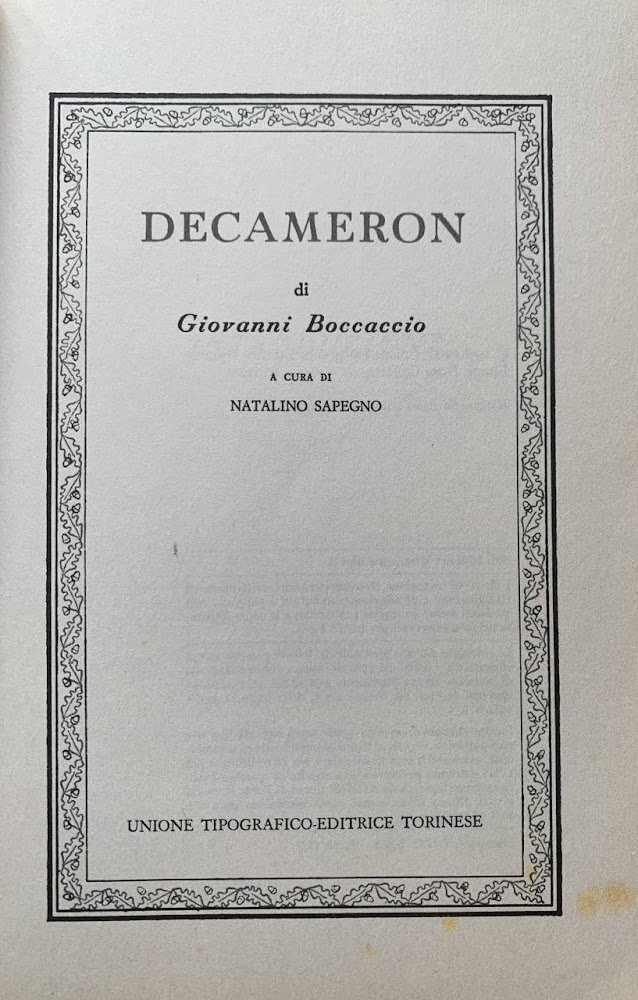 DECAMERON
di
Giovanni Boccaccio
A CURA DI
NATALINO SAPEGNO
UNIONE TIPOGRAFICO-EDITRICE TORINESE